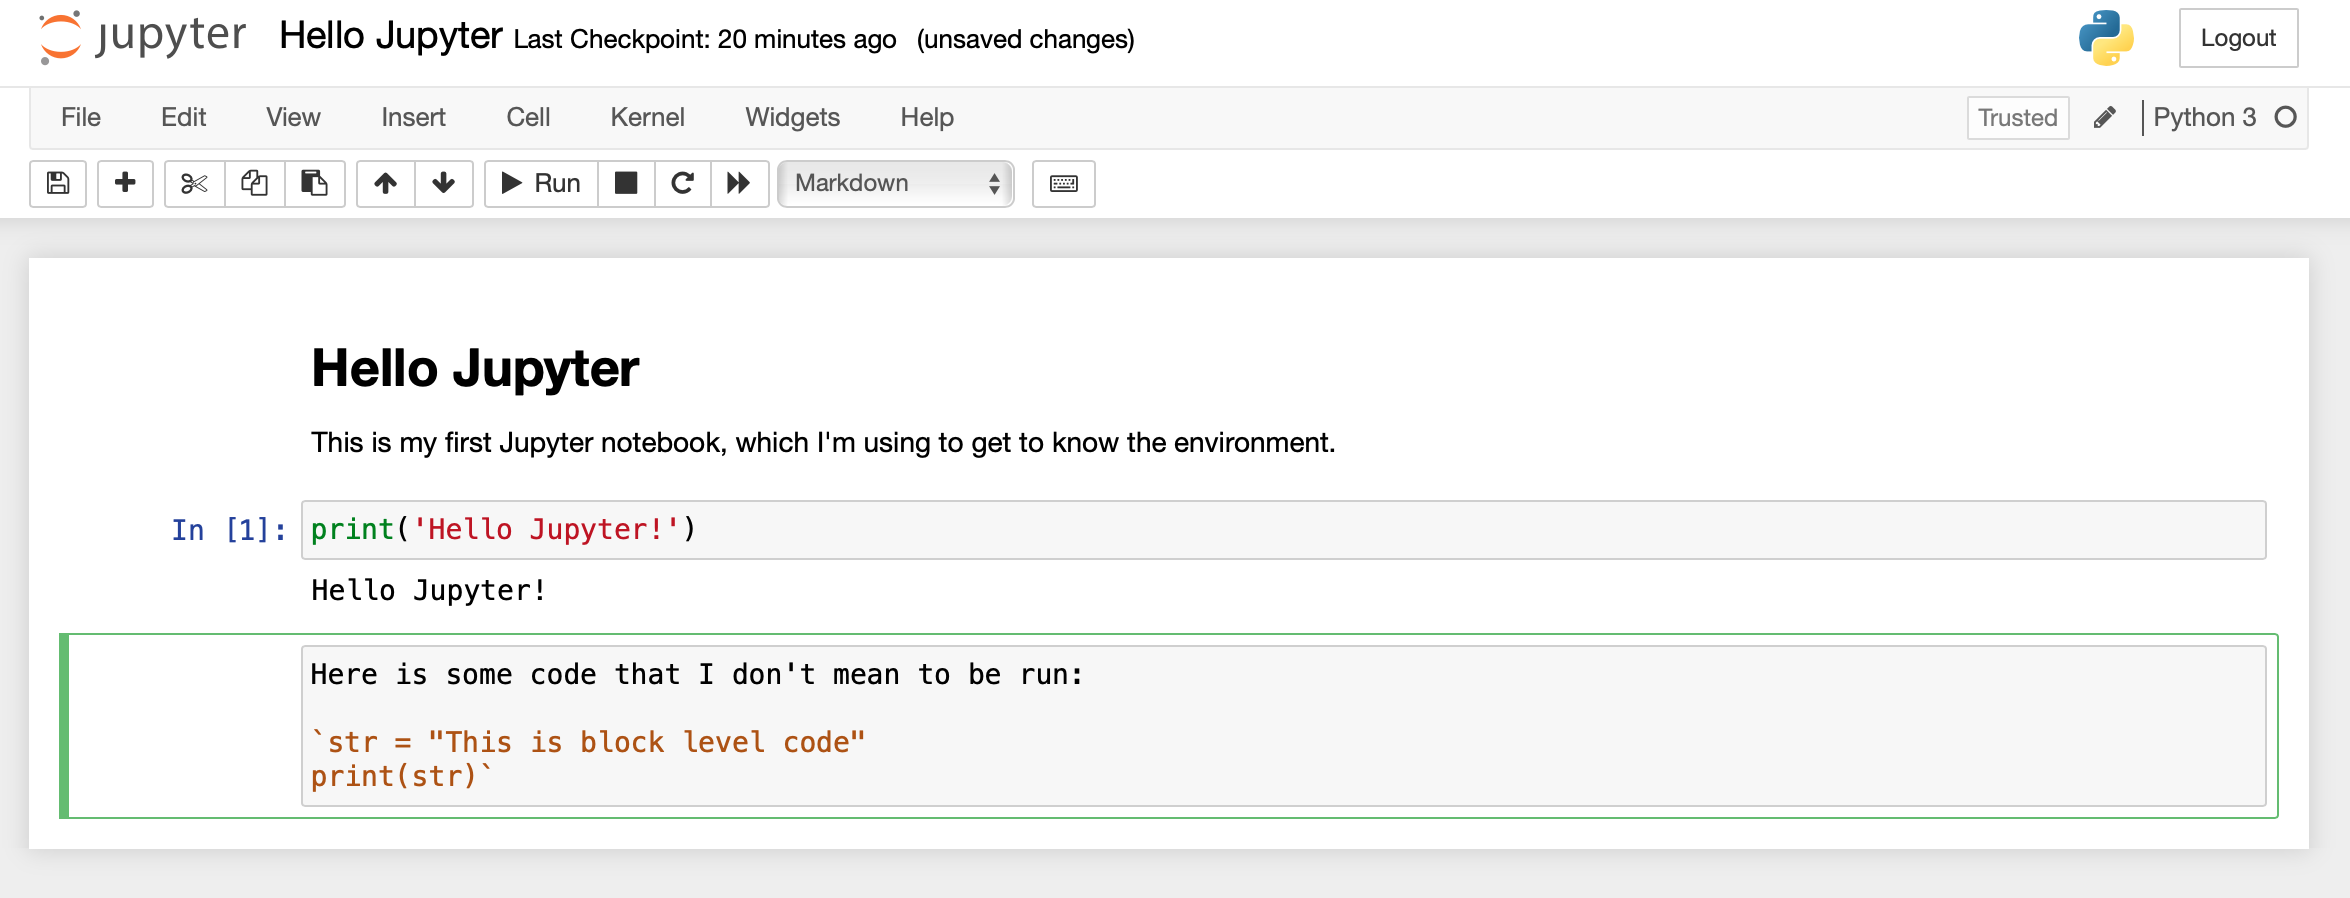 jupyter Hello Jupyter Last Checkpoint: 20 minutes ago (unsaved changes) Logout
File Edit View Insert Cell Kernel Widgets Help Trusted Python 3
Run Markdown
Hello Jupyter
This is my first Jupyter notebook, which I'm using to get to know the environment.
In [1]: print('Hello Jupyter!')
Hello Jupyter!
Here is some code that I don't mean to be run:
`str = "This is block level code"
print(str)`